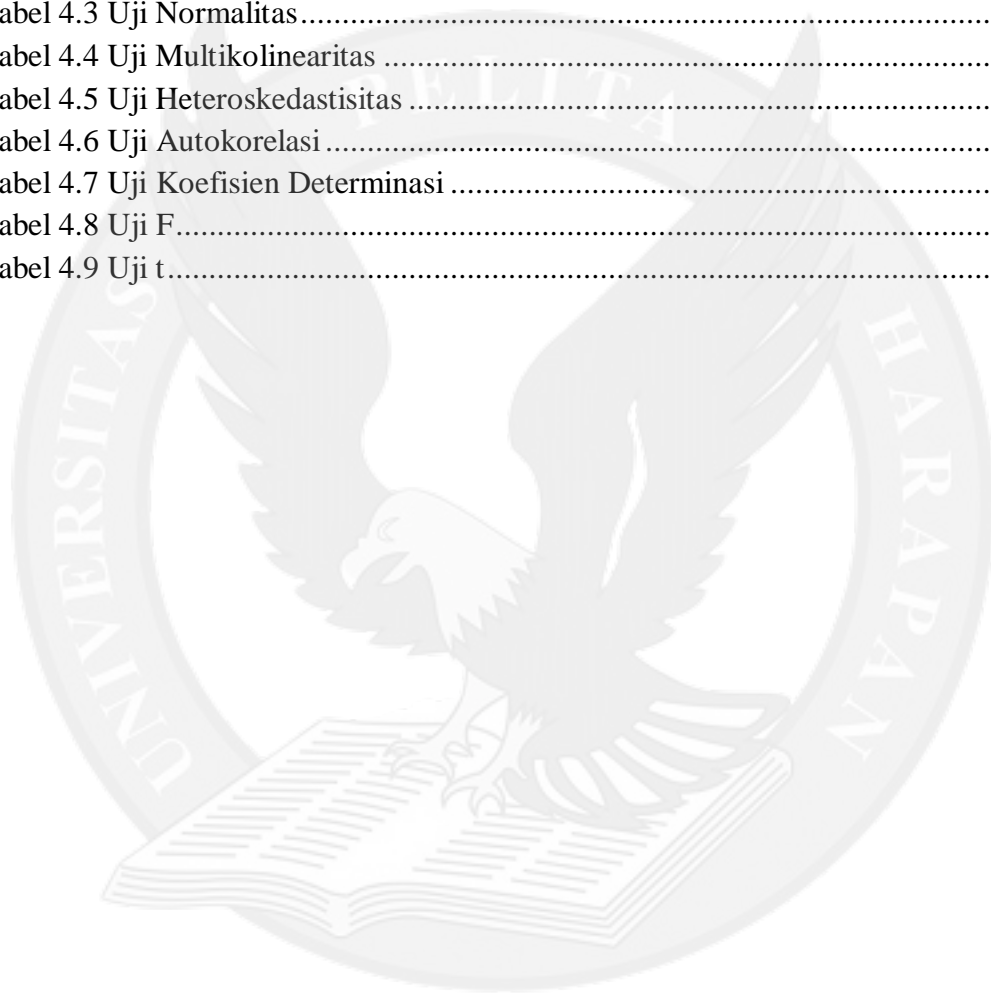 abel 4.3 Uji Normalitas........................................................................................
abel 4.4 Uji Multikolinearitas ............................................................................
abel 4.5 Uji Heteroskedastisitas .........................................................................
abel 4.6 Uji Autokorelasi ...................................................................................
abel 4.7 Uji Koefisien Determinasi ....................................................................
abel 4.8 Uji F......................................................................................................
abel 4.9 Uji t.......................................................................................................
UNIVERSITAS PELITA HARAPAN